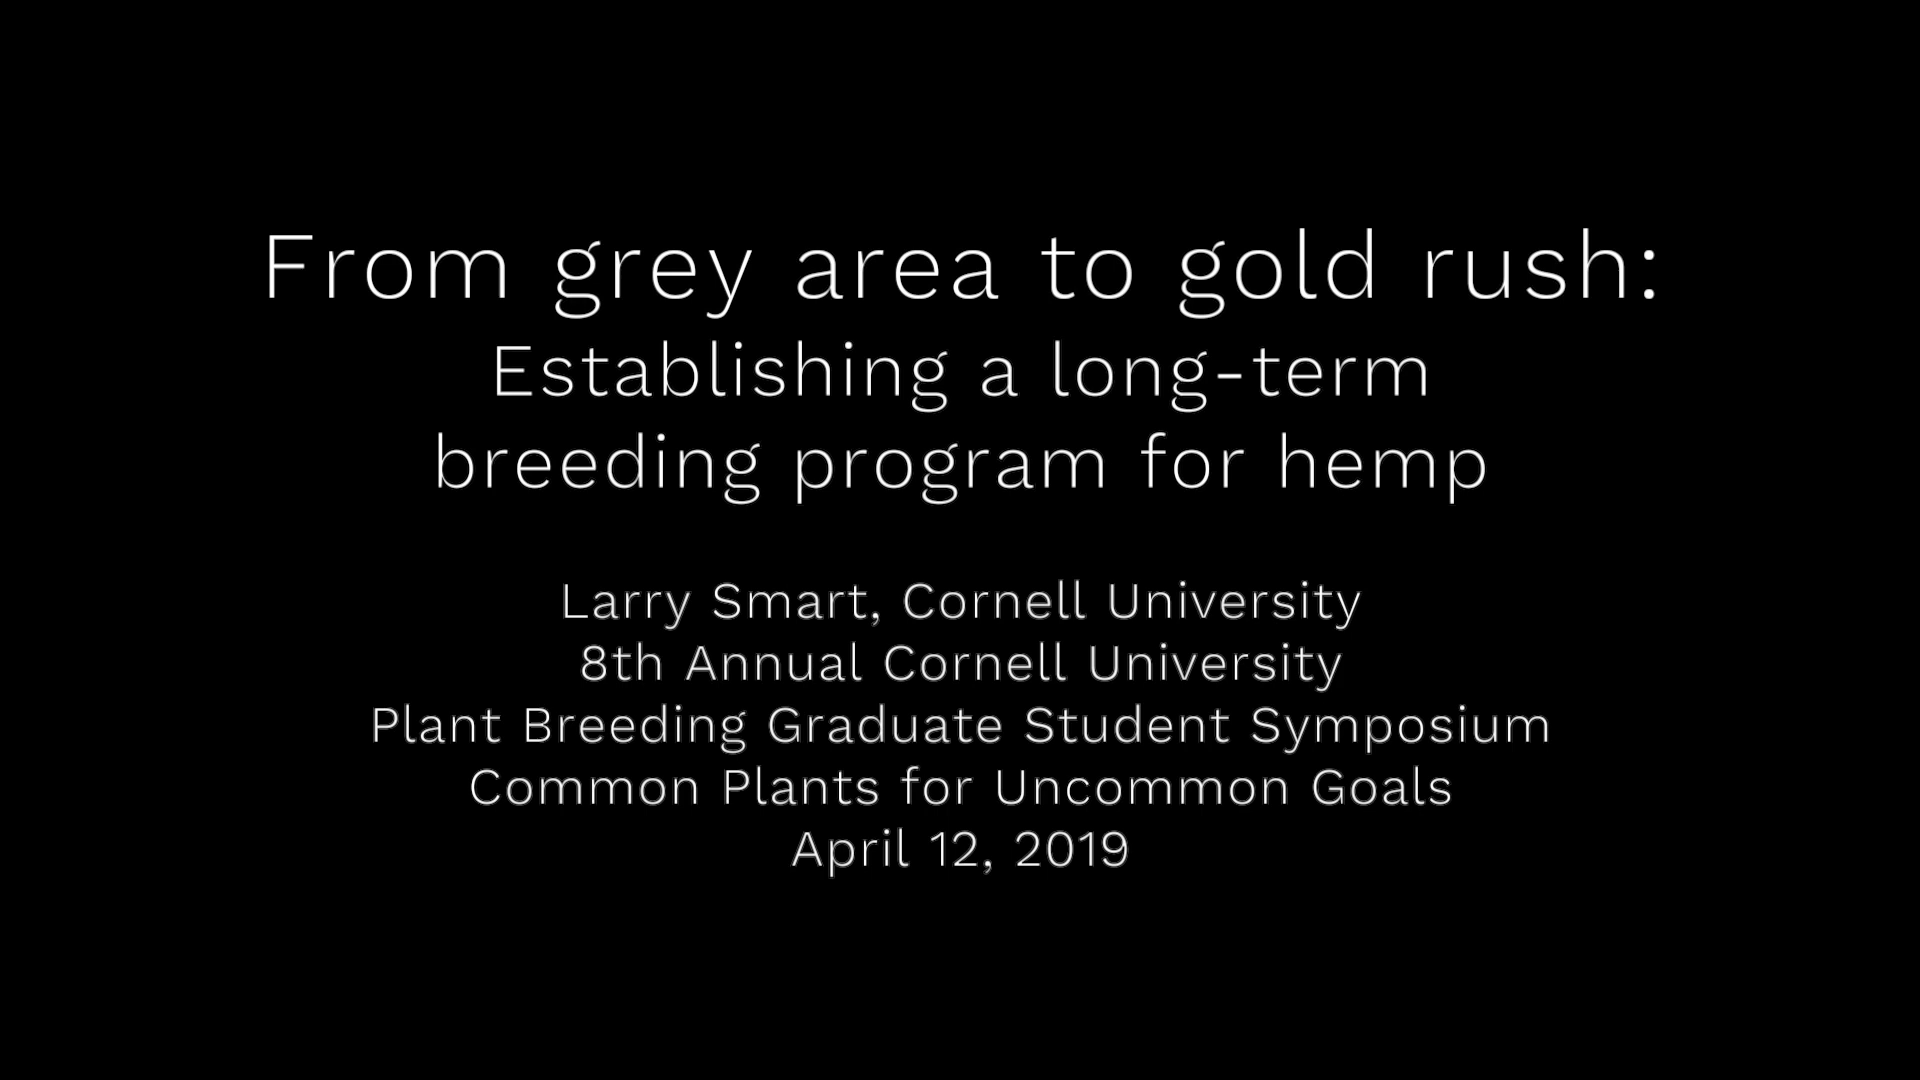 From grey area to gold rush:
Establishing a long-term
breeding program for hemp
Larry Smart, Cornell University
8th Annual Cornell University
Plant Breeding Graduate Student Symposium
Common Plants for Uncommon Goals
April 12, 2019